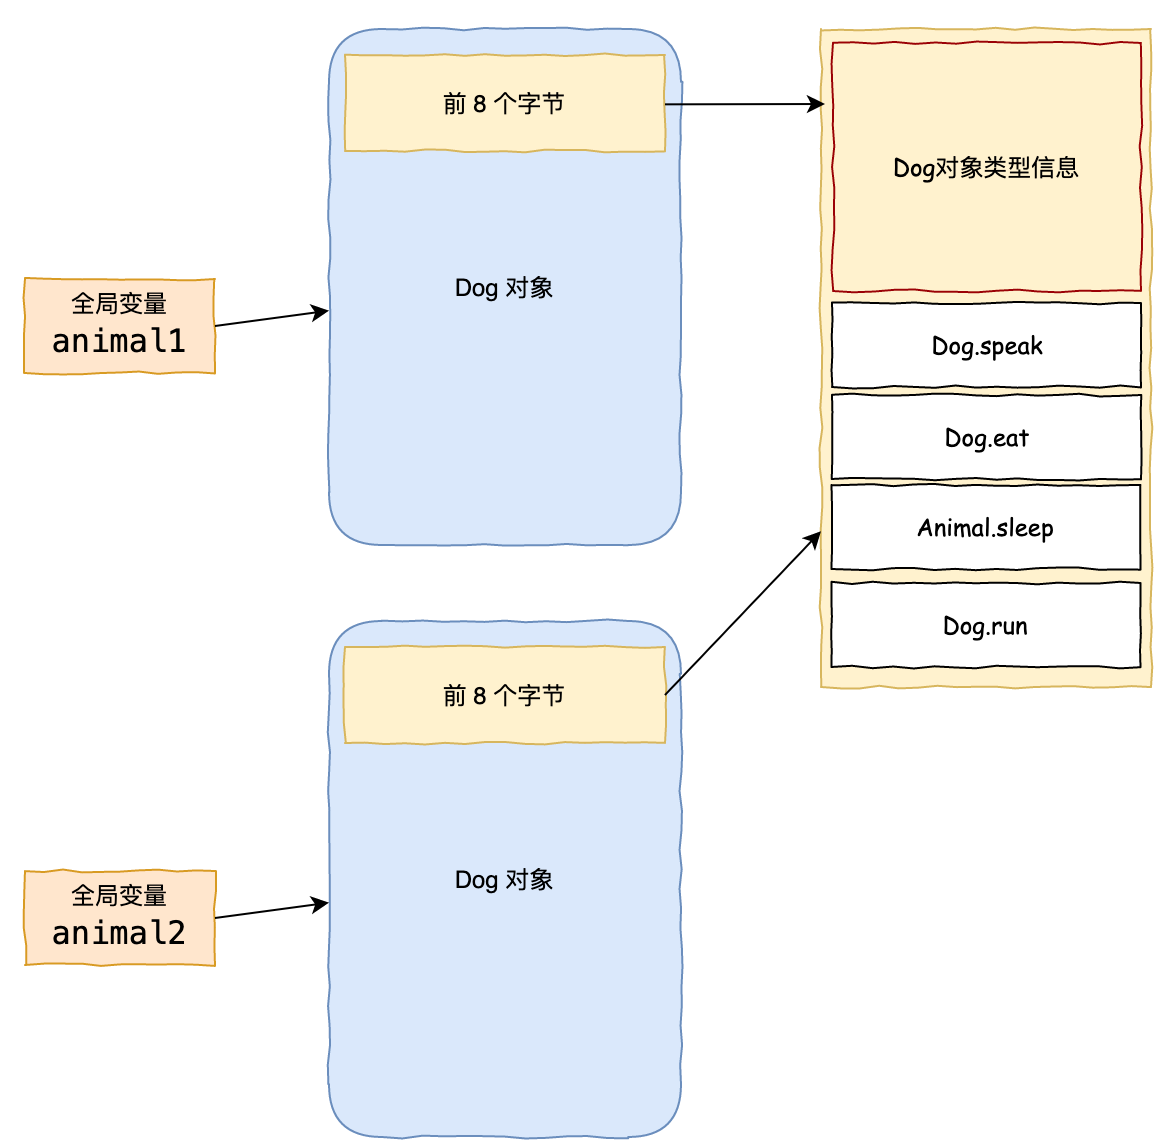 前 8 个字节
Dog 对象
全局变量
animal1
Dog对象类型信息
Dog.speak
Dog.eat
Animal.sleep
Dog.run
前 8 个字节
Dog 对象
全局变量
animal2